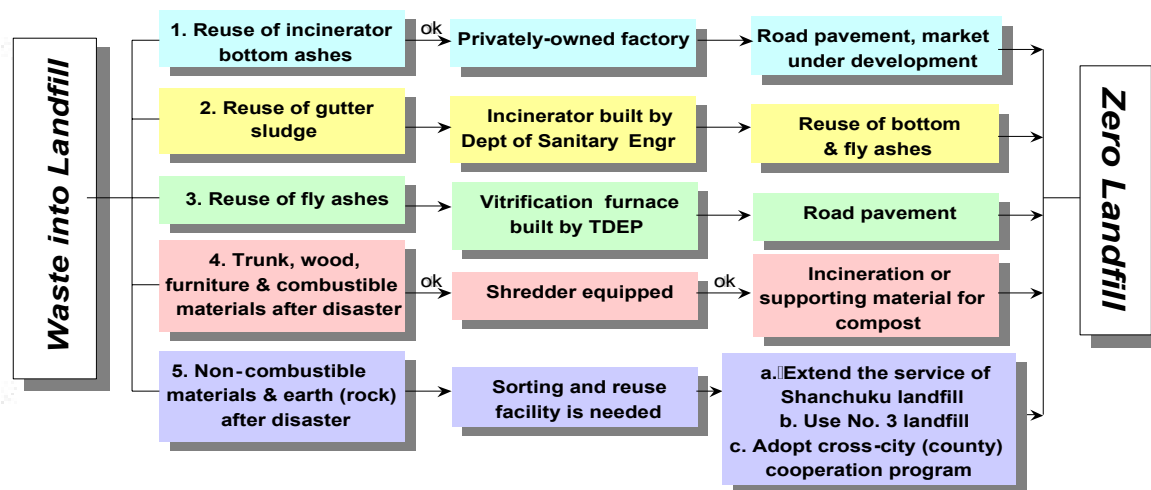 Waste into Landfill
1. Reuse of incinerator
bottom ashes
ok
Privately-owned factory
Road pavement, market
under development
2. Reuse of gutter
sludge
Incinerator built by
Dept of Sanitary Engr
Reuse of bottom
& fly ashes
3. Reuse of fly ashes
Vitrification furnace
built by TDEP
Road pavement
4. Trunk, wood,
furniture & combustible
materials after disaster
ok
Shredder equipped
ok
Incineration or
supporting material for
compost
5. Non-combustible
materials & earth (rock)
after disaster
Sorting and reuse
facility is needed
a. Extend the service of
Shanchuku landfill
b. Use No. 3 landfill
c. Adopt cross-city (county)
cooperation program
Zero Landfill